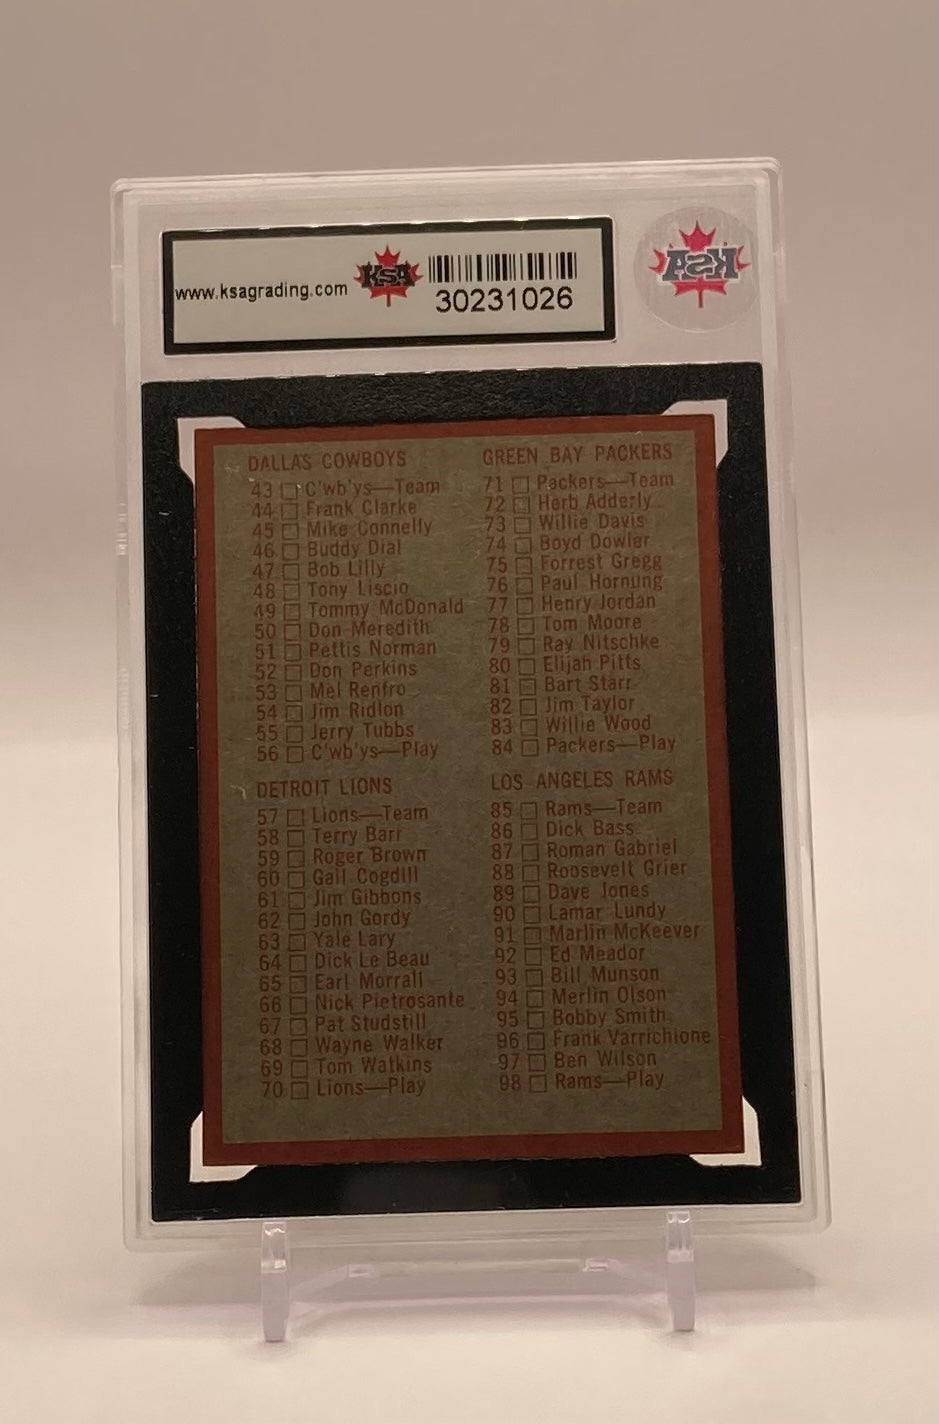 www.ksagrading.com KSA
30231026
KSA
DALLAS COWBOYS
43 C'wb'ys—Team
44 Frank Clarke
45 Mike Connelly
46 Buddy Dial
47 Bob Lilly
48 Tony Liscio
49 Tommy McDonald
50 Don Meredith
51 Pettis Norman
52 Don Perkins
53 Mel Renfro
54 Jim Ridlon
55 Jerry Tubbs
56 C'wb'ys—Play
DETROIT LIONS
57 Lions—Team
58 Terry Barr
59 Roger Brown
60 Gail Cogdill
61 Jim Gibbons
62 John Gordy
63 Yale Lary
64 Dick Le Beau
65 Earl Morrall
66 Nick Pietrosante
67 Pat Studstill
68 Wayne Walker
69 Tom Watkins
70 Lions—Play
GREEN BAY PACKERS
71 Packers—Team
72 Herb Adderly
73 Willie Davis
74 Boyd Dowler
75 Forrest Gregg
76 Paul Hornung
77 Henry Jordan
78 Tom Moore
79 Ray Nitschke
80 Elijah Pitts
81 Bart Starr
82 Jim Taylor
83 Willie Wood
84 Packers—Play
LOS ANGELES RAMS
85 Rams—Team
86 Dick Bass
87 Roman Gabriel
88 Roosevelt Grier
89 Dave Jones
90 Lamar Lundy
91 Marlin McKeever
92 Ed Meador
93 Bill Munson
94 Merlin Olson
95 Bobby Smith
96 Frank Varrichione
97 Ben Wilson
98 Rams—Play